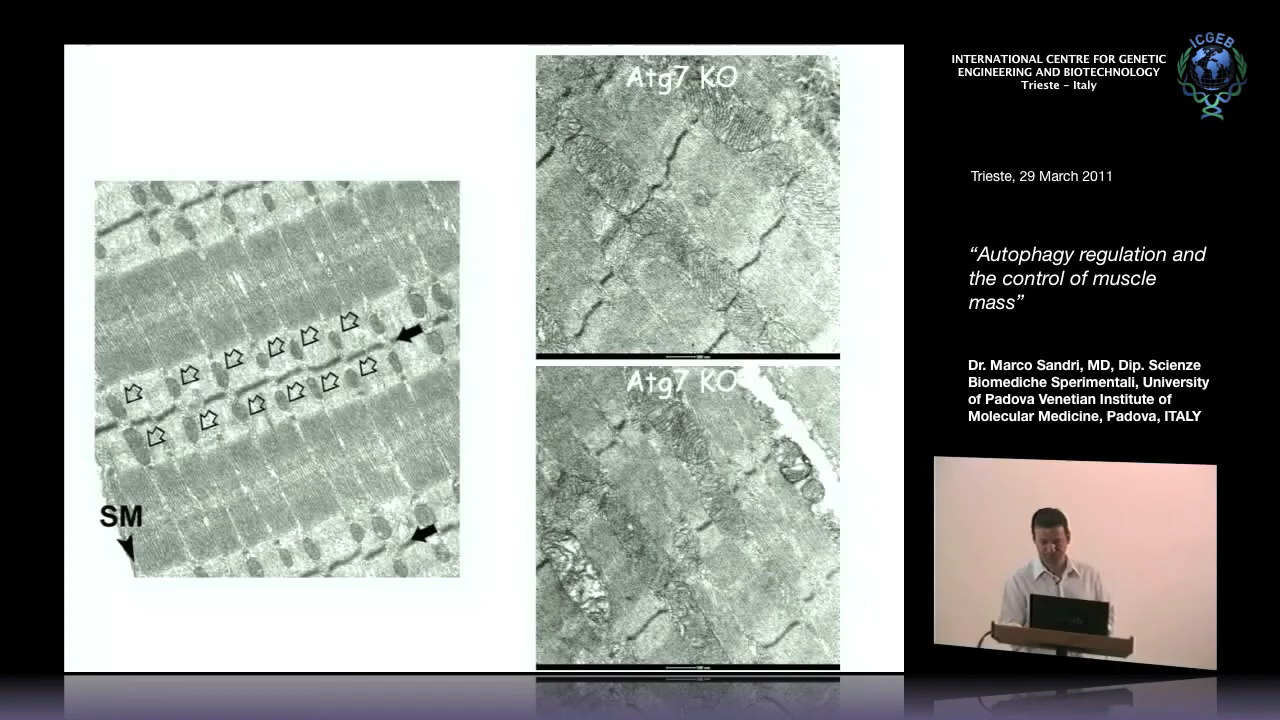 Atg7 KO
SM
Atg7 KO
ICGEB
INTERNATIONAL CENTRE FOR GENETIC
ENGINEERING AND BIOTECHNOLOGY
Trieste – Italy
Trieste, 29 March 2011
“Autophagy regulation and
the control of muscle
mass”
Dr. Marco Sandri, MD, Dip. Scienze
Biomediche Sperimentali, University
of Padova Venetian Institute of
Molecular Medicine, Padova, ITALY